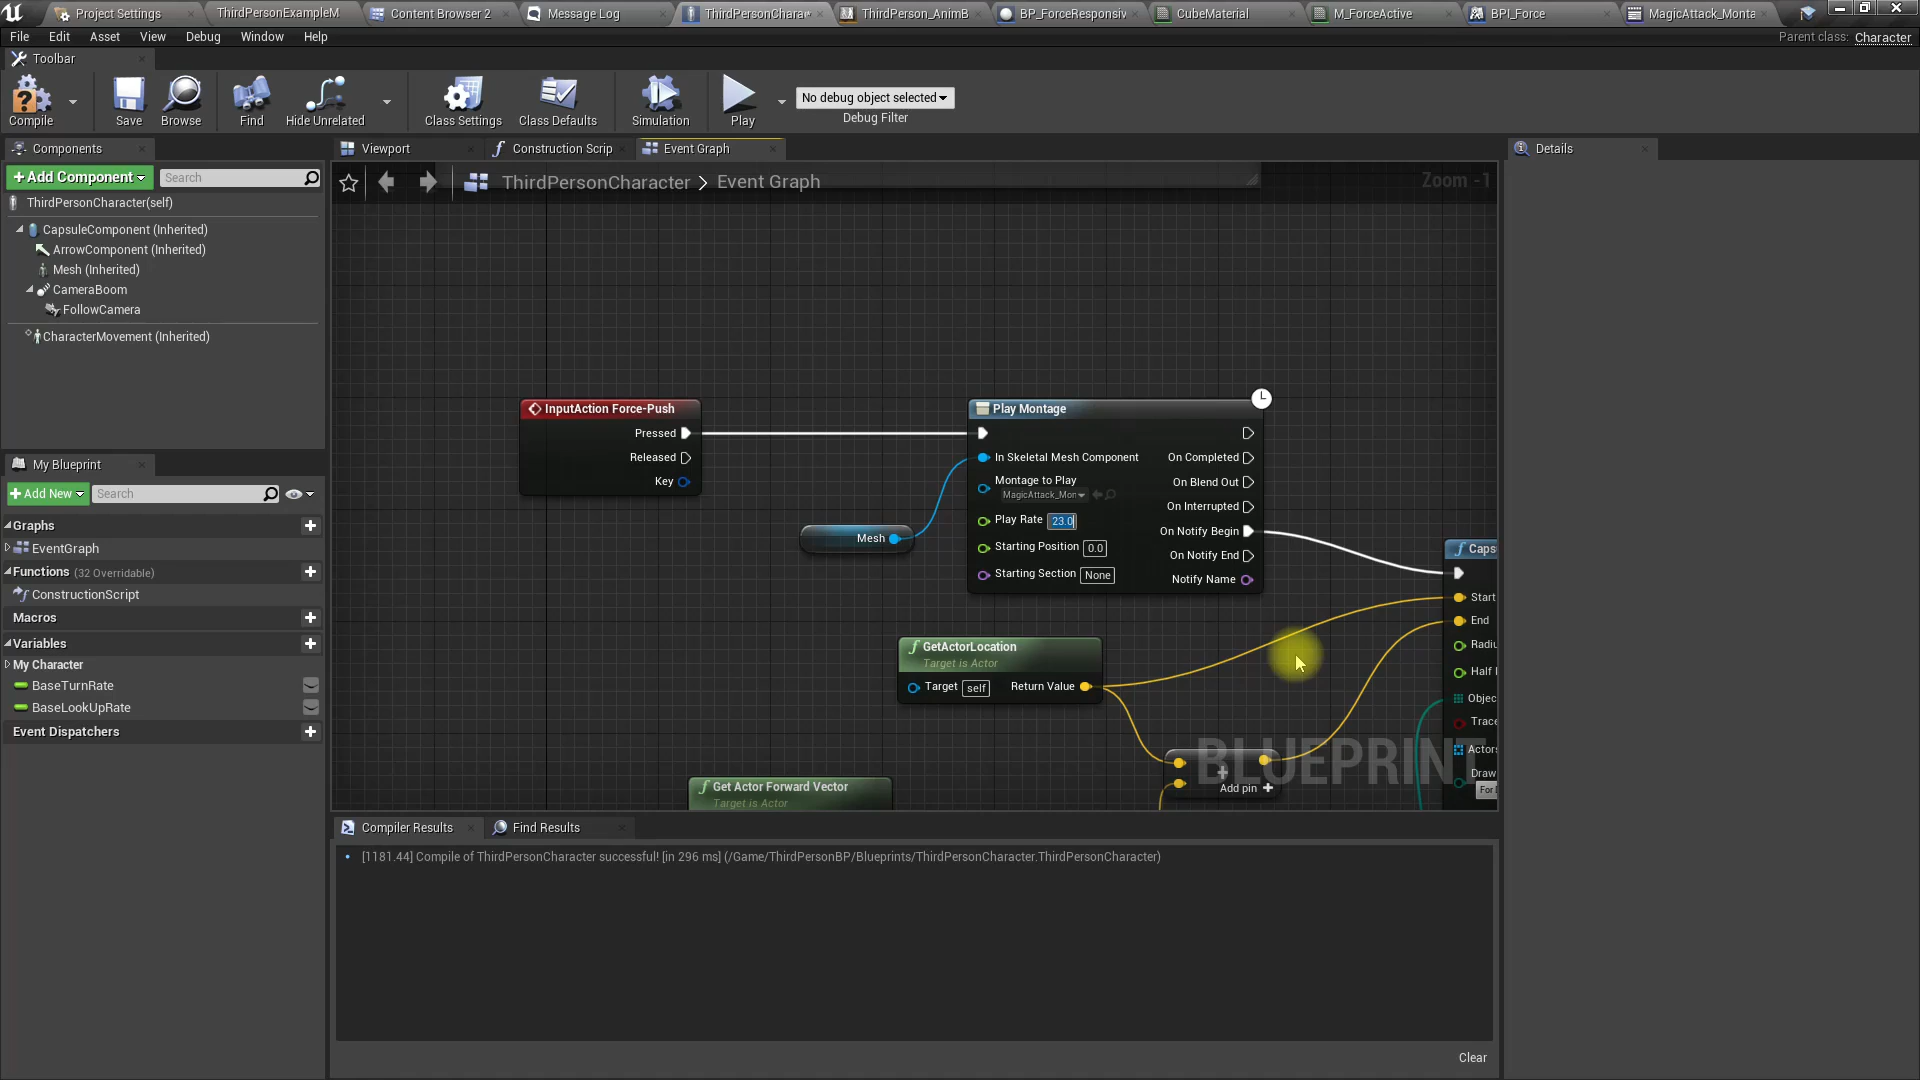 Project Settings
ThirdPersonExampleM
Content Browser 2
Message Log
ThirdPersonChara
ThirdPerson_AnimB
BP_ForceResponsiv
CubeMaterial
M_ForceActive
BPI_Force
MagicAttack_Monta
File Edit Asset View Debug Window Help
Parent class: Character
Toolbar
Compile
Save
Browse
Find
Hide Unrelated
Class Settings
Class Defaults
Simulation
Play
No debug object selected
Debug Filter
Components
Viewport
Construction Scrip
Event Graph
Details
+Add Component
Search
ThirdPersonCharacter > Event Graph
Zoom -1
ThirdPersonCharacter(self)
CapsuleComponent (Inherited)
ArrowComponent (Inherited)
Mesh (Inherited)
CameraBoom
FollowCamera
CharacterMovement (Inherited)
My Blueprint
+Add New
Search
Graphs
EventGraph
Functions (32 Overridable)
ConstructionScript
Macros
Variables
My Character
BaseTurnRate
BaseLookUpRate
Event Dispatchers
InputAction Force-Push
Pressed
Released
Key
Mesh
Play Montage
In Skeletal Mesh Component
On Completed
Montage to Play
MagicAttack_Mon
On Blend Out
On Interrupted
Play Rate 23.0
On Notify Begin
Starting Position 0.0
On Notify End
Starting Section None
Notify Name
Caps
Start
End
Radiu
Half
Objec
Trace
Actors
Draw
For
GetActorLocation
Target is Actor
Target self
Return Value
Get Actor Forward Vector
Target is Actor
Add pin +
BLUEPRINT
Compiler Results
Find Results
[1181.44] Compile of ThirdPersonCharacter successful! [in 296 ms] (/Game/ThirdPersonBP/Blueprints/ThirdPersonCharacter.ThirdPersonCharacter)
Clear